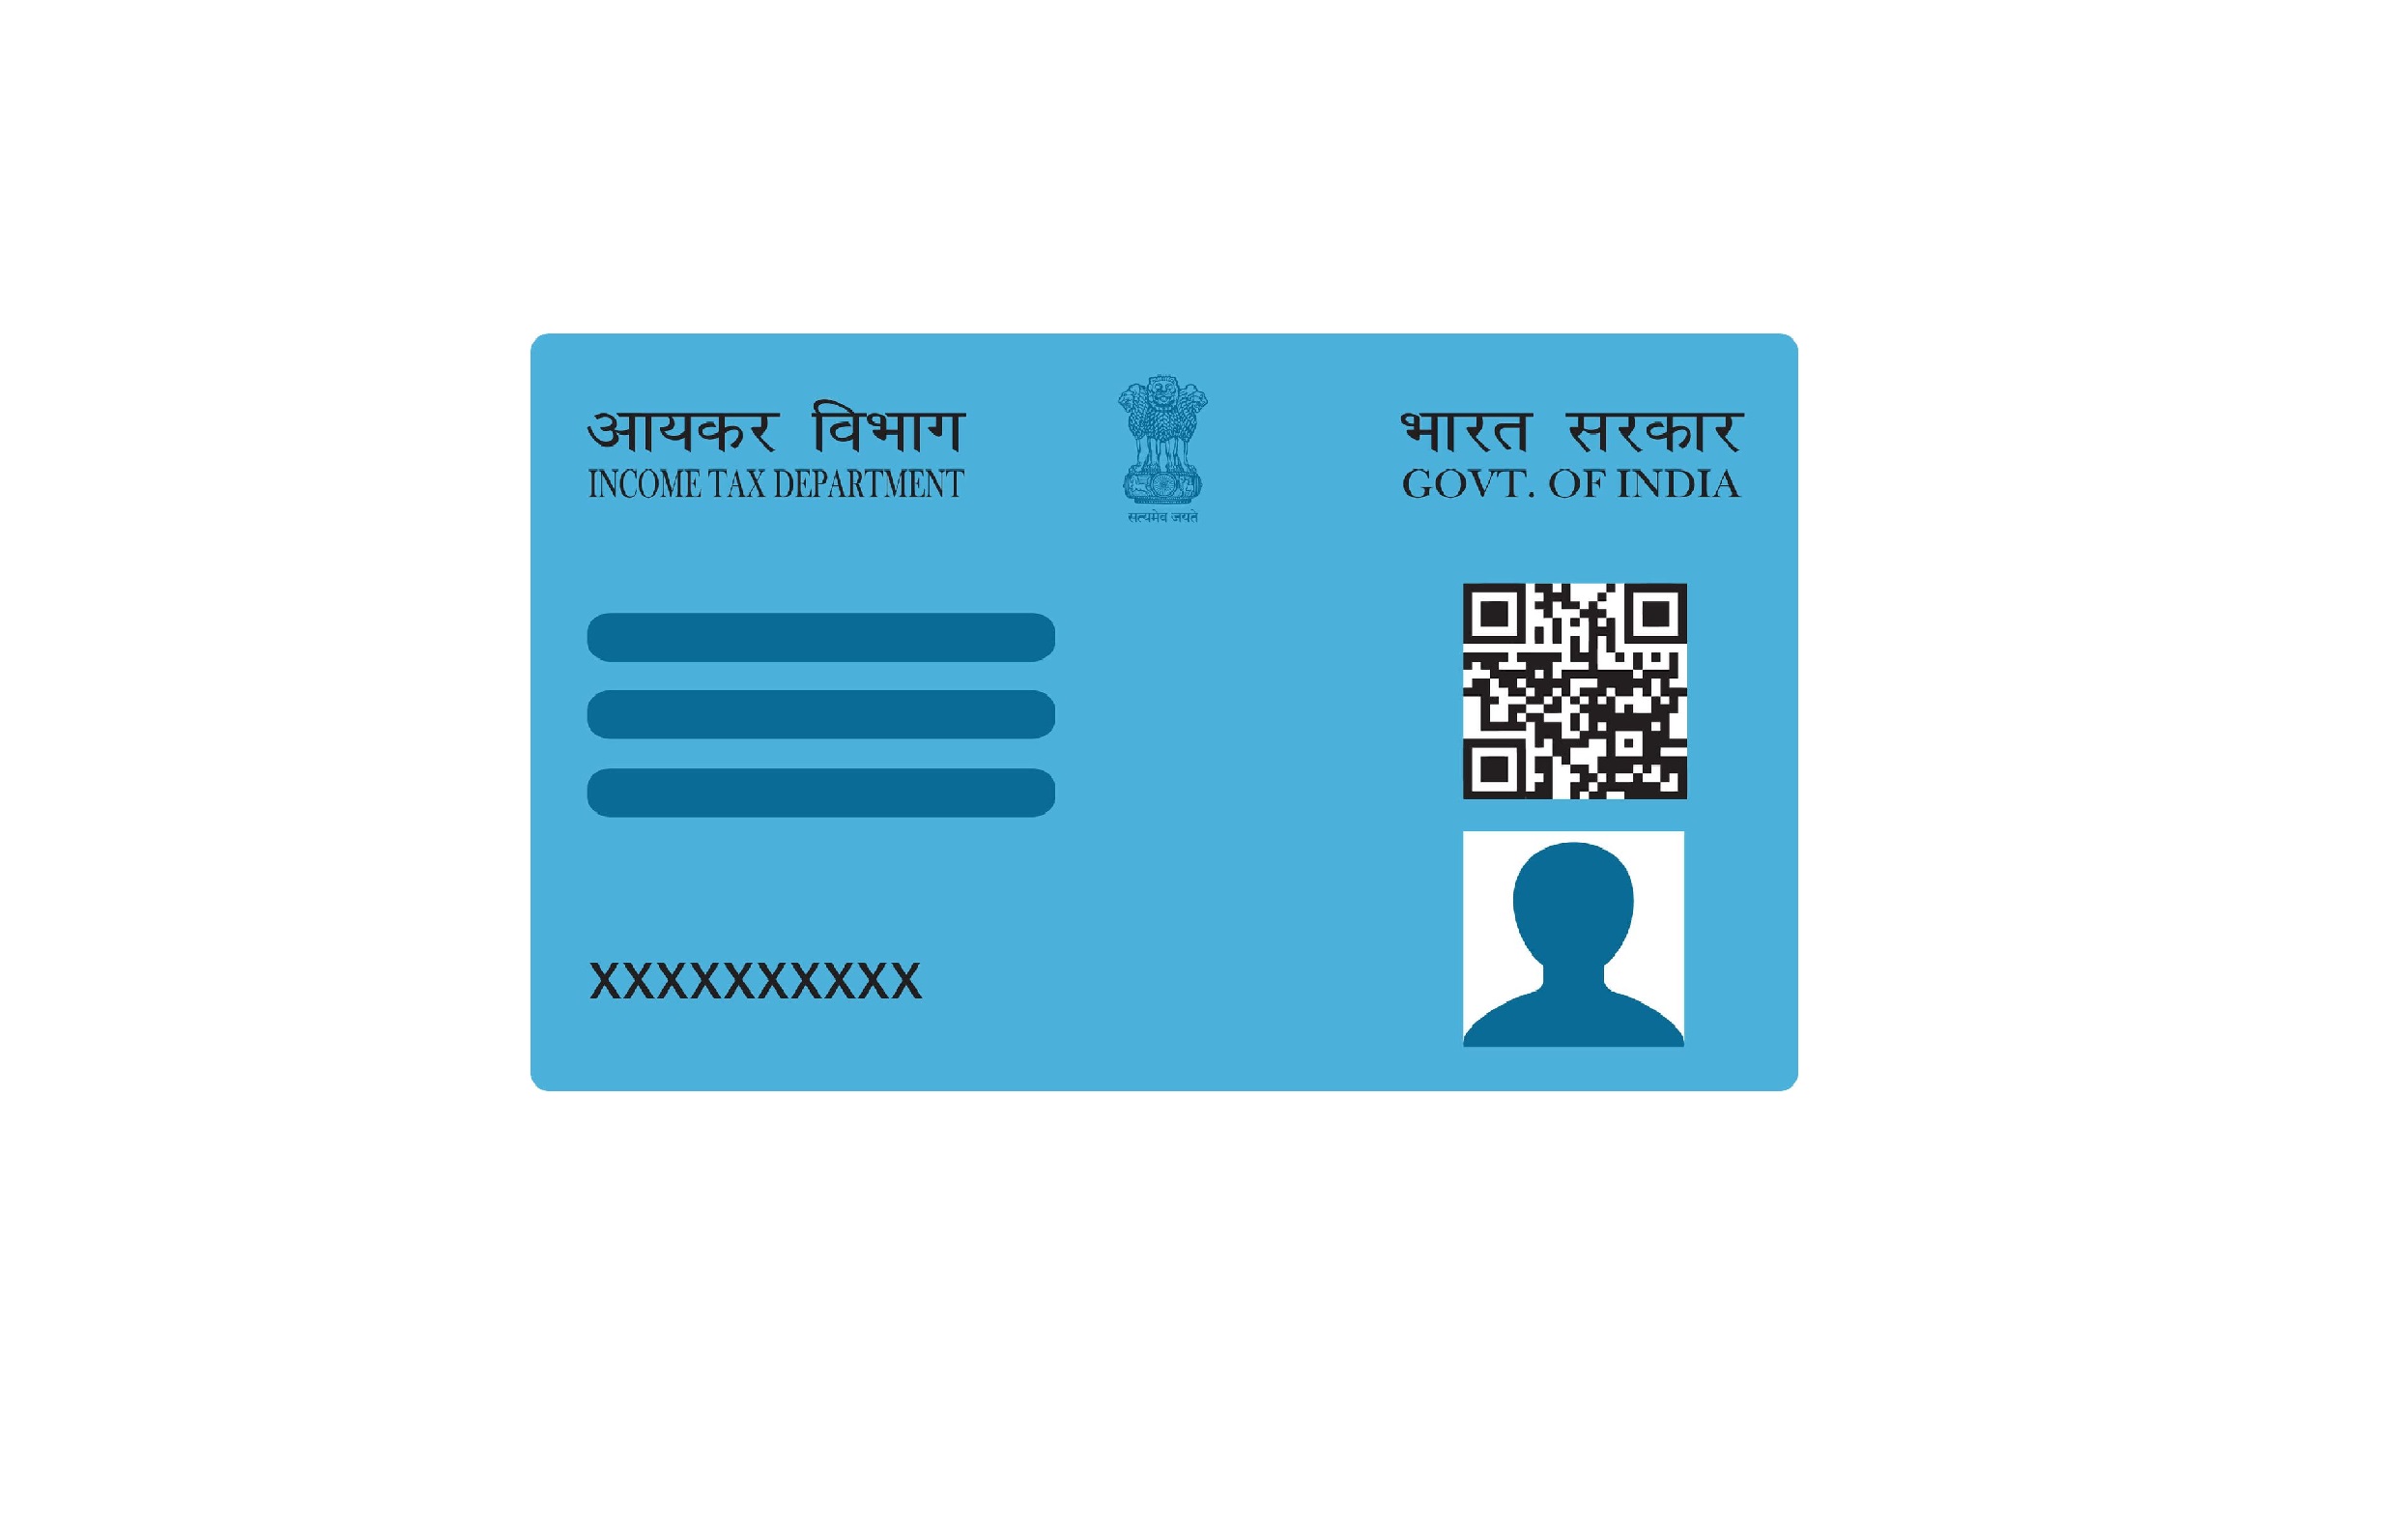 आयकर विभाग
INCOME TAX DEPARTMENT
सत्यमेव जयते
भारत सरकार
GOVT. OF INDIA
XXXXXXXXXX